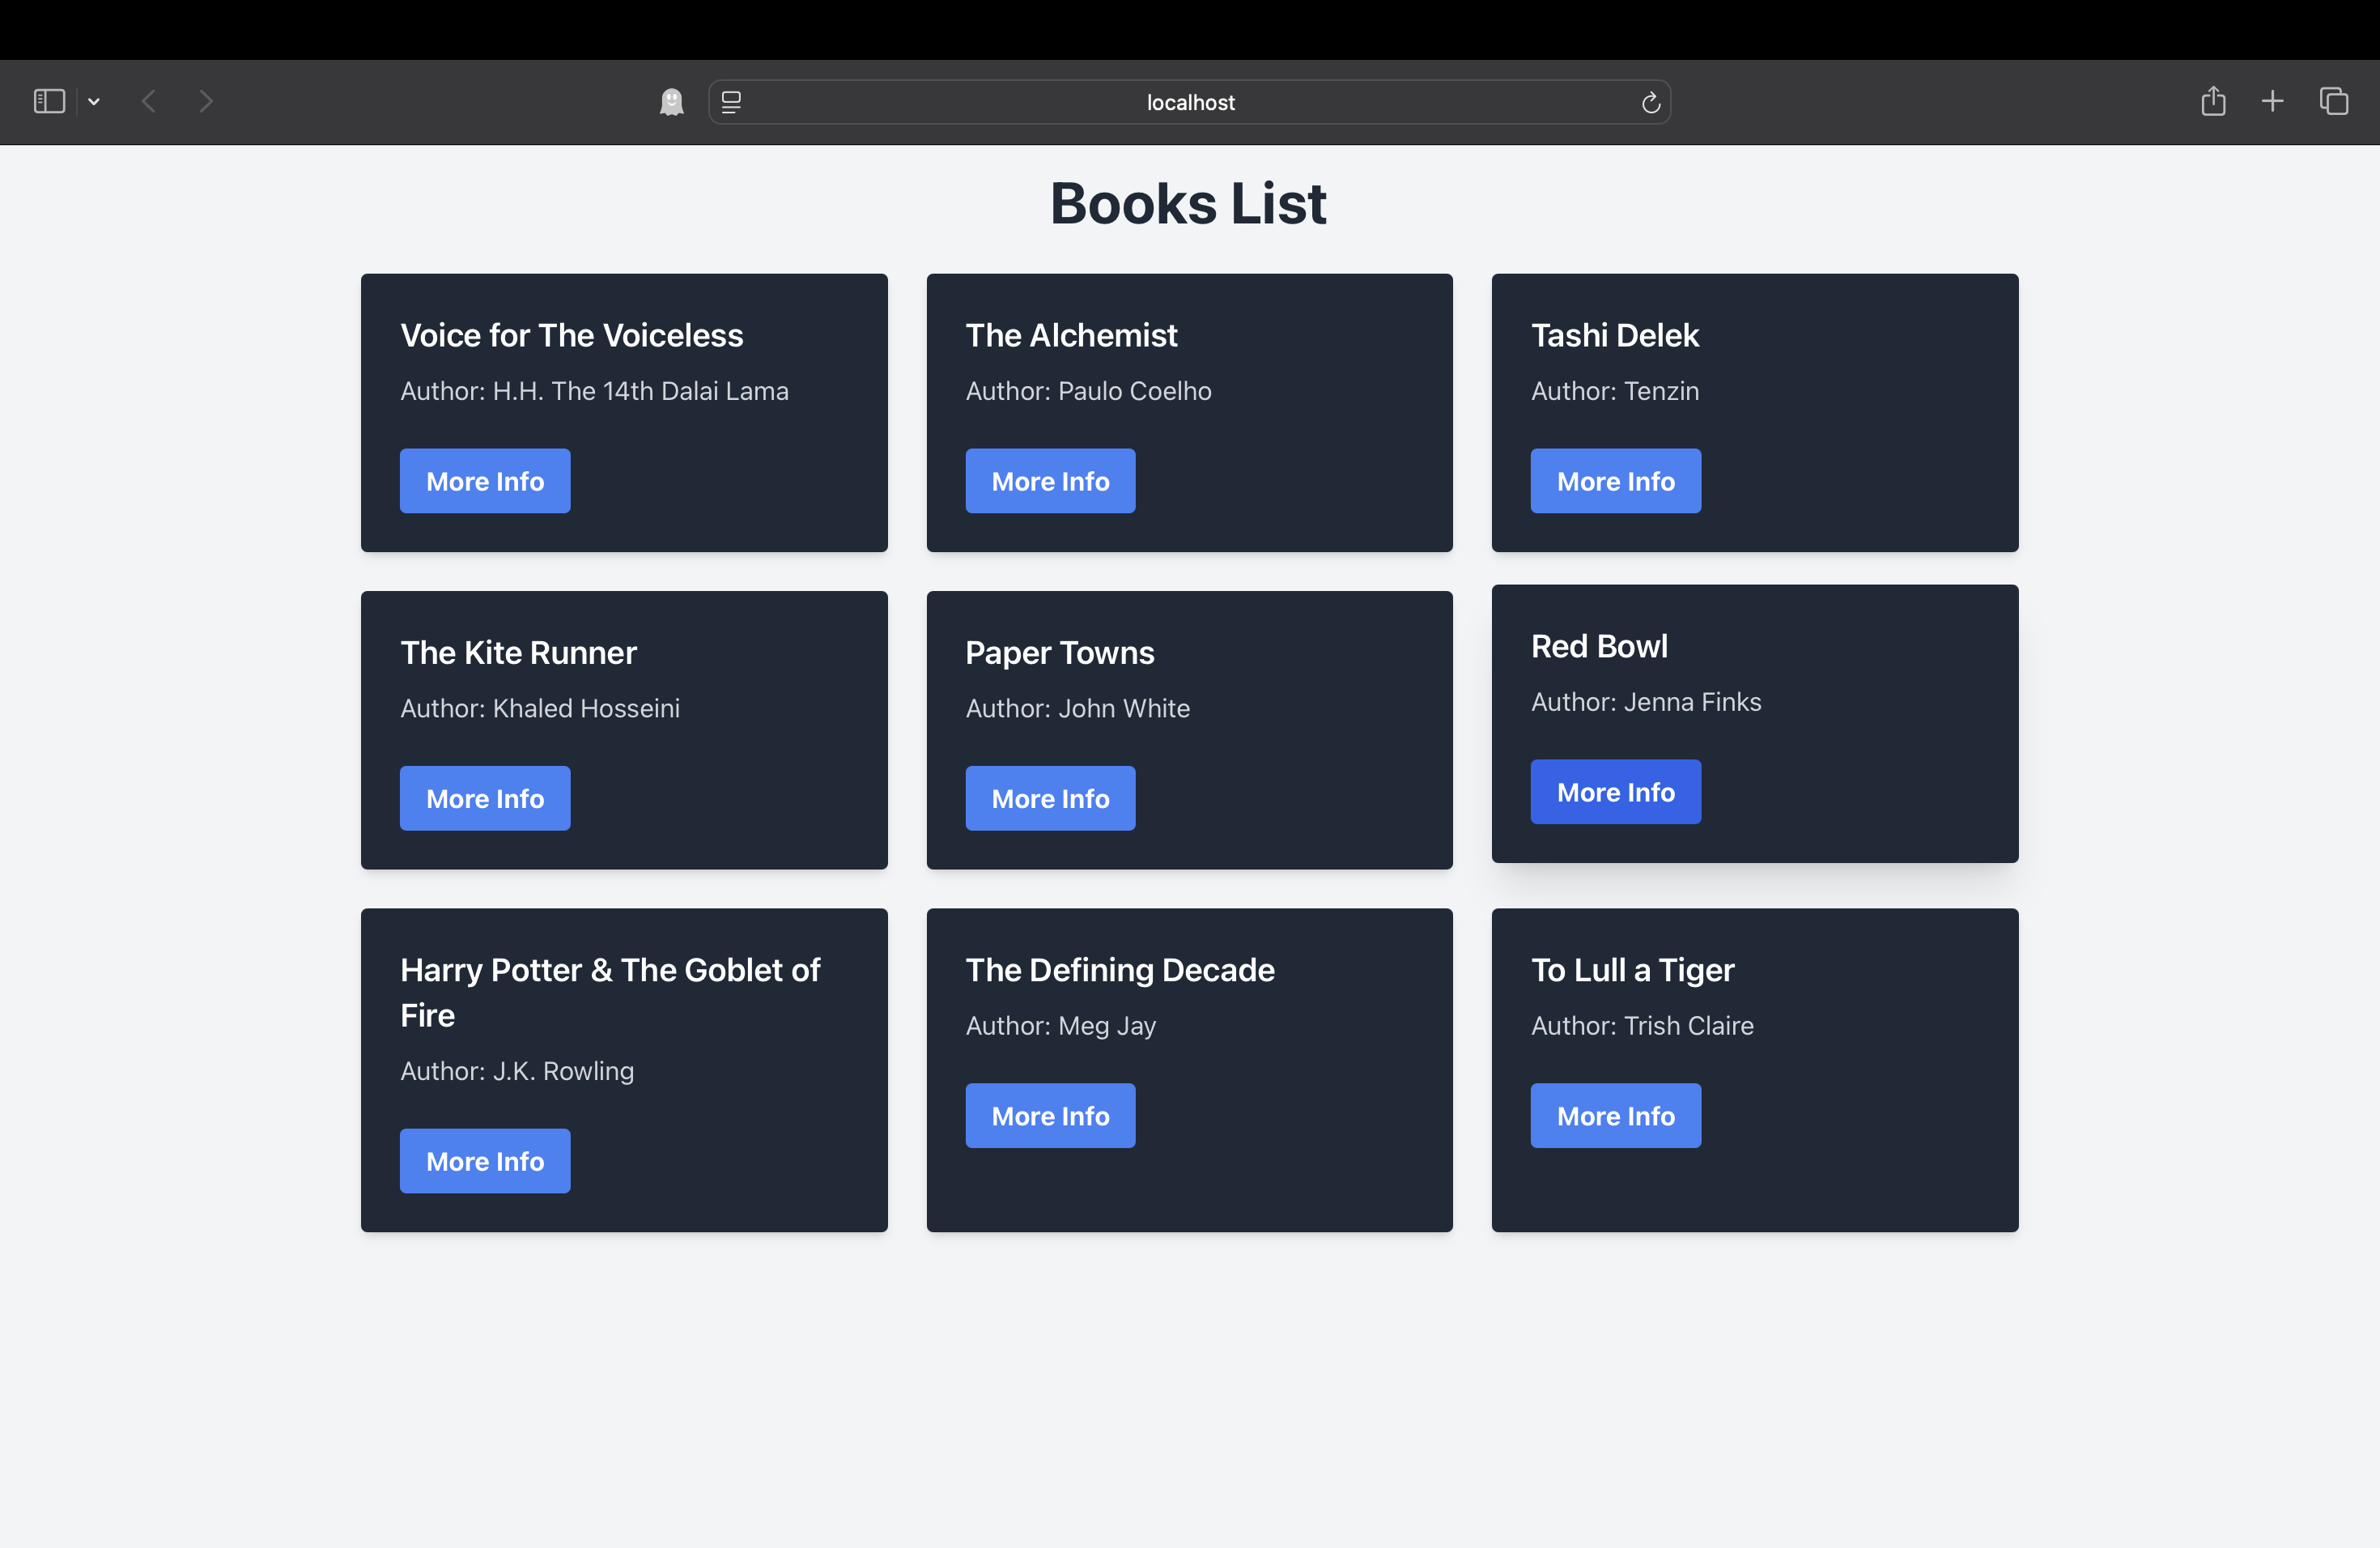 localhost
Books List
Voice for The Voiceless
Author: H.H. The 14th Dalai Lama
More Info
The Alchemist
Author: Paulo Coelho
More Info
Tashi Delek
Author: Tenzin
More Info
The Kite Runner
Author: Khaled Hosseini
More Info
Paper Towns
Author: John White
More Info
Red Bowl
Author: Jenna Finks
More Info
Harry Potter & The Goblet of
Fire
Author: J.K. Rowling
More Info
The Defining Decade
Author: Meg Jay
More Info
To Lull a Tiger
Author: Trish Claire
More Info